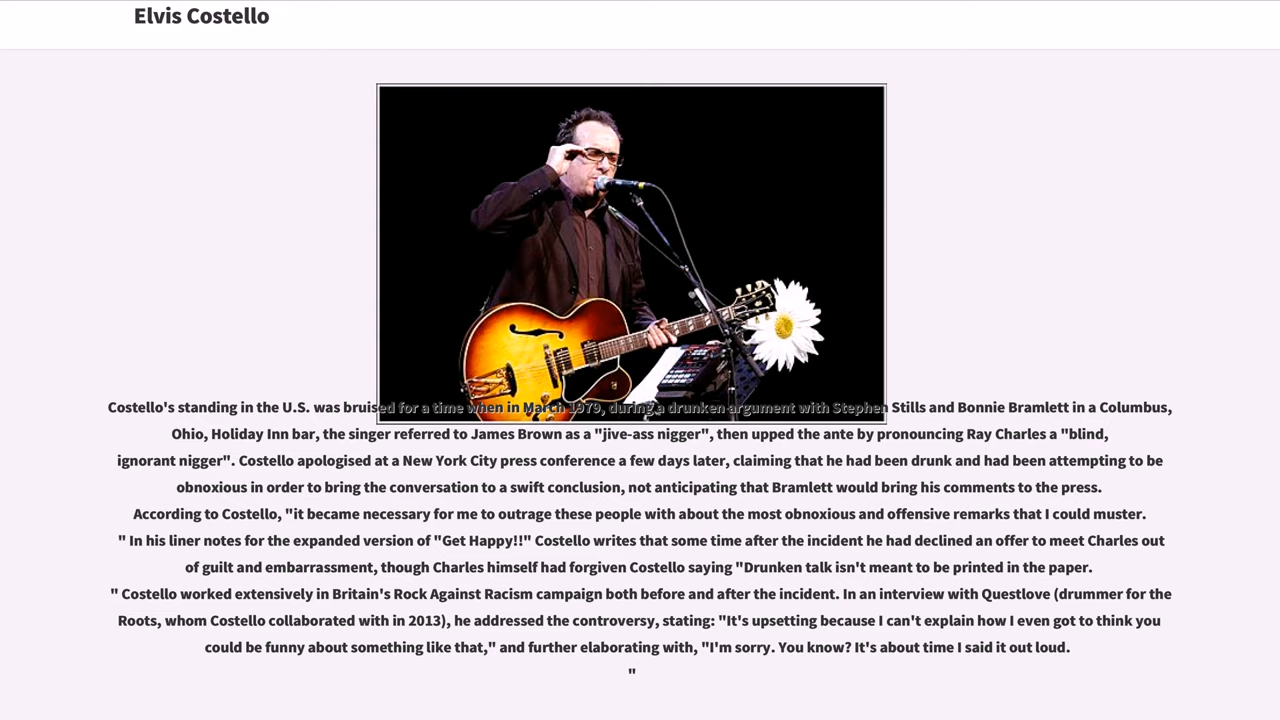 Elvis Costello
Costello's standing in the U.S. was bruised for a time when in March 1979, during a drunken argument with Stephen Stills and Bonnie Bramlett in a Columbus,
Ohio, Holiday Inn bar, the singer referred to James Brown as a "jive-ass nigger", then upped the ante by pronouncing Ray Charles a "blind,
ignorant nigger". Costello apologised at a New York City press conference a few days later, claiming that he had been drunk and had been attempting to be
obnoxious in order to bring the conversation to a swift conclusion, not anticipating that Bramlett would bring his comments to the press.
According to Costello, "it became necessary for me to outrage these people with about the most obnoxious and offensive remarks that I could muster.
" In his liner notes for the expanded version of "Get Happy!!" Costello writes that some time after the incident he had declined an offer to meet Charles out
of guilt and embarrassment, though Charles himself had forgiven Costello saying "Drunken talk isn't meant to be printed in the paper.
" Costello worked extensively in Britain's Rock Against Racism campaign both before and after the incident. In an interview with Questlove (drummer for the
Roots, whom Costello collaborated with in 2013), he addressed the controversy, stating: "It's upsetting because I can't explain how I even got to think you
could be funny about something like that," and further elaborating with, "I'm sorry. You know? It's about time I said it out loud.
"